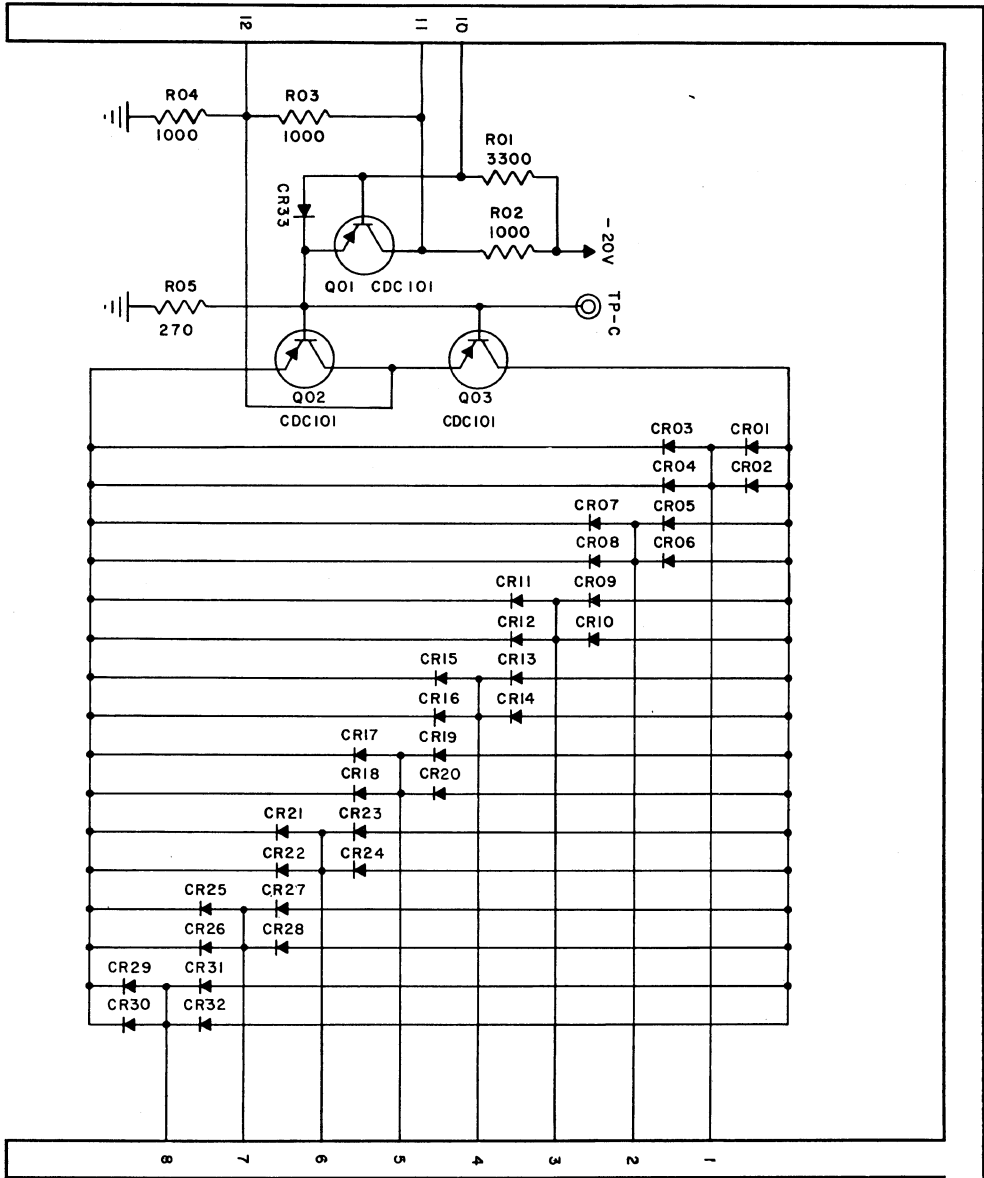 12 11 10
R04 R03
1000 1000
R01
3300
CR33
R02
1000
-20V
Q01 CDC101
TP-C
R05
270
Q02 Q03
CDC101 CDC101
CR03 CR01
CR04 CR02
CR07 CR05
CR08 CR06
CR11 CR09
CR12 CR10
CR15 CR13
CR16 CR14
CR17 CR19
CR18 CR20
CR21 CR23
CR22 CR24
CR25 CR27
CR26 CR28
CR29 CR31
CR30 CR32
8 7 6 5 4 3 2 1